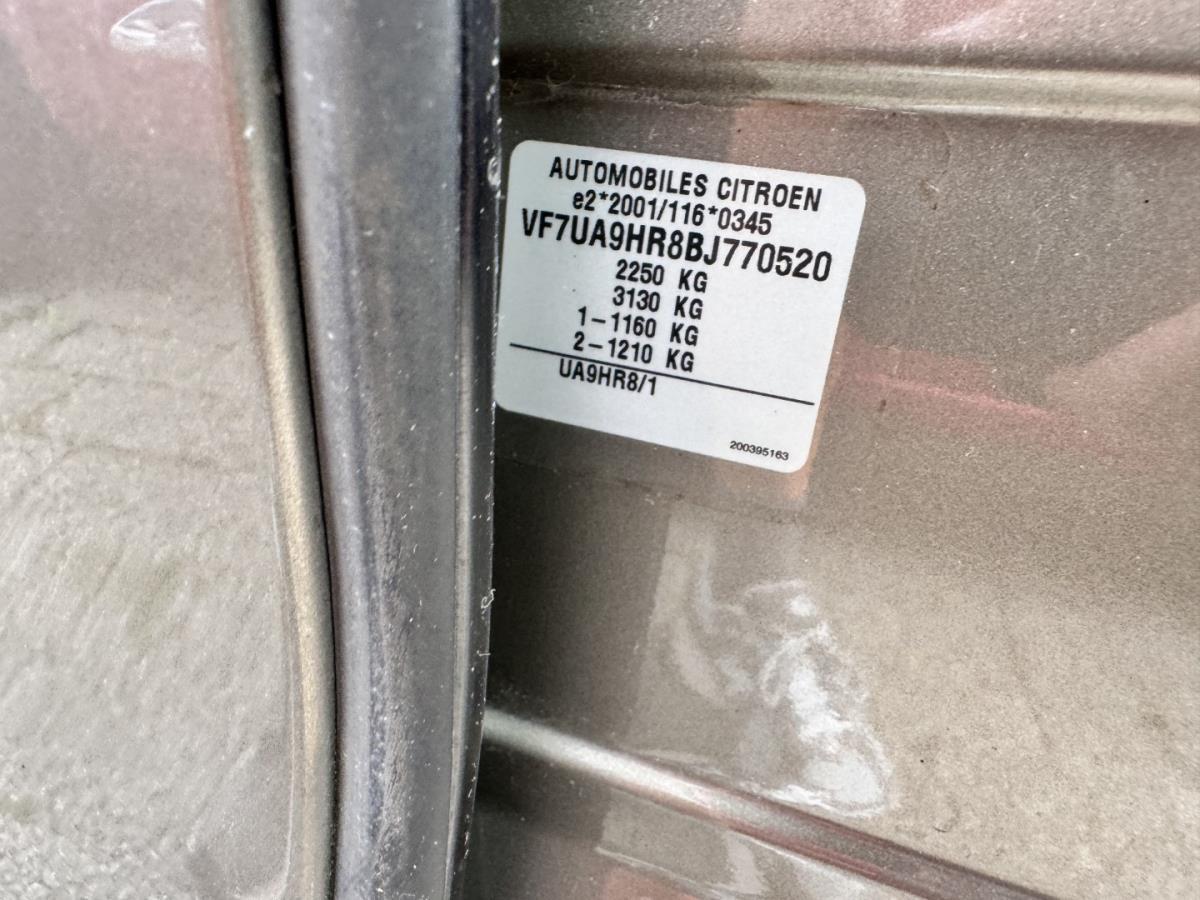 AUTOMOBILES CITROEN
e2*2001/116*0345
VF7UA9HR8BJ770520
2250 KG
3130 KG
1-1160 KG
2-1210 KG
UA9HR8/1
200395163